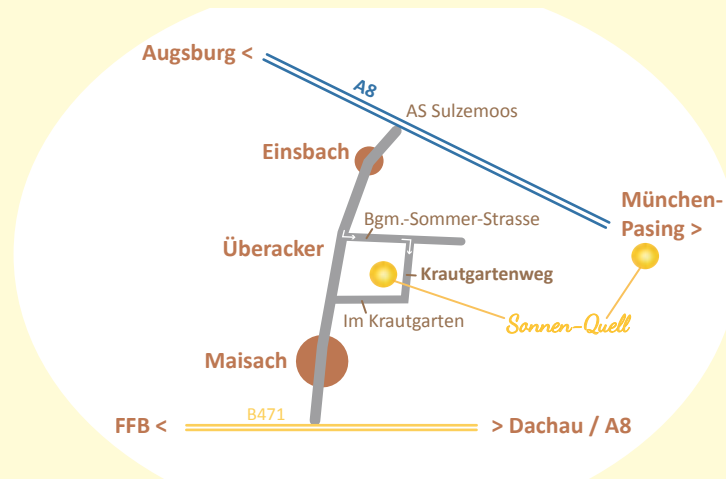 Augsburg <
A8
AS Sulzemoos
Einsbach
München-
Pasing >
Bgm.-Sommer-Strasse
Überacker
Krautgartenweg
Im Krautgarten
Sonnen-Quell
Maisach
B471
FFB <
> Dachau / A8